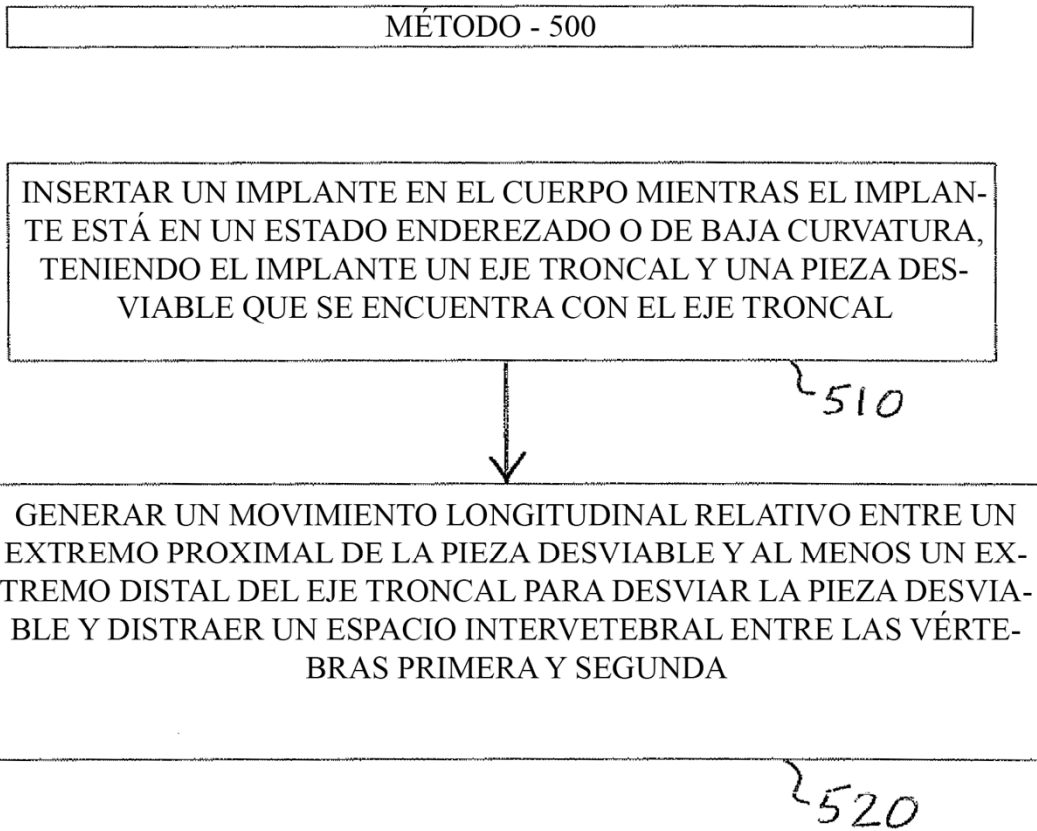 MÉTODO - 500
INSERTAR UN IMPLANTE EN EL CUERPO MIENTRAS EL IMPLAN-
TE ESTÁ EN UN ESTADO ENDEREZADO O DE BAJA CURVATURA,
TENIENDO EL IMPLANTE UN EJE TRONCAL Y UNA PIEZA DES-
VIABLE QUE SE ENCUENTRA CON EL EJE TRONCAL
510
GENERAR UN MOVIMIENTO LONGITUDINAL RELATIVO ENTRE UN
EXTREMO PROXIMAL DE LA PIEZA DESVIABLE Y AL MENOS UN EX-
TREMO DISTAL DEL EJE TRONCAL PARA DESVIAR LA PIEZA DESVIA-
BLE Y DISTRAER UN ESPACIO INTERVETEBRAL ENTRE LAS VÉRTE-
BRAS PRIMERA Y SEGUNDA
520